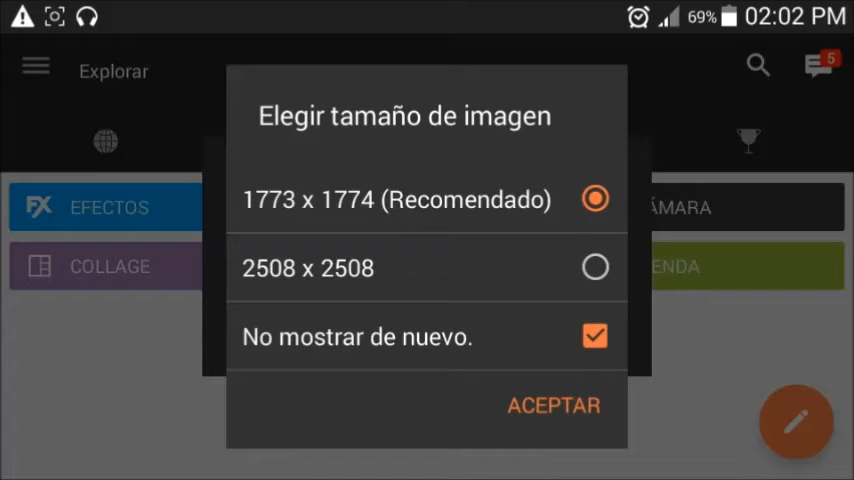 69% 02:02 PM
Explorar
5
Elegir tamaño de imagen
1773 x 1774 (Recomendado)
FX EFECTOS
ÁMARA
2508 x 2508
COLLAGE
ENDA
No mostrar de nuevo.
ACEPTAR